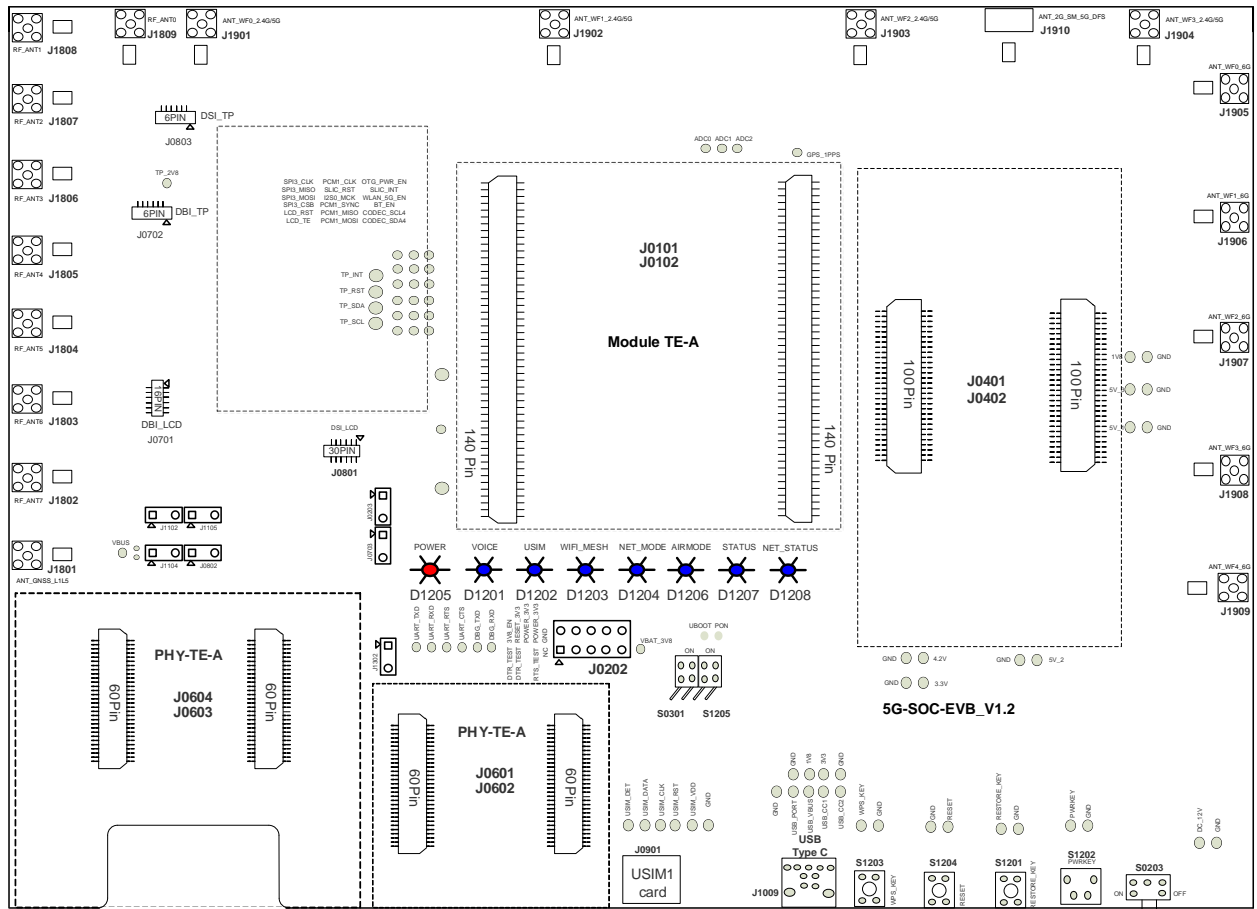 RF_ANT0
J1809
ANT_WF0_2.4G/5G
J1901
ANT_WF1_2.4G/5G
J1902
ANT_WF2_2.4G/5G
J1903
ANT_2G_SM_5G_DFS
J1910
ANT_WF3_2.4G/5G
J1904
RF_ANT1
J1808
RF_ANT2
J1807
RF_ANT3
J1806
RF_ANT4
J1805
RF_ANT5
J1804
RF_ANT6
J1803
RF_ANT7
J1802
J1801
ANT_GNSS_L1L5
ANT_WF0_6G
J1905
ANT_WF1_6G
J1906
ANT_WF2_6G
J1907
ANT_WF3_6G
J1908
ANT_WF4_6G
J1909
6PIN
DSI_TP
J0803
TP_2V8
6PIN
DBI_TP
J0702
SPI3_CLK PCM1_CLK OTG_PWR_EN
SPI3_MISO SLIC_RST SLIC_INT
SPI3_MOSI I2S0_MCK WLAN_5G_EN
SPI3_CSB PCM1_SYNC BT_EN
LCD_RST PCM1_MISO CODEC_SCL4
LCD_TE PCM1_MOSI CODEC_SDA4
TP_INT
TP_RST
TP_SDA
TP_SCL
16PIN
DBI_LCD
J0701
DSI_LCD
30PIN
J0801
ADC0 ADC1 ADC2
GPS_1PPS
J0101
J0102
Module TE-A
140 Pin
140 Pin
100Pin
J0401
J0402
100Pin
1V8
GND
5V_3
GND
GND
J0203
J0703
J1102
J1105
VBUS
J1104
J0802
POWER
VOICE
USIM
WIFI_MESH
NET_MODE
AIRMODE
STATUS
NET_STATUS
D1205
D1201
D1202
D1203
D1204
D1206
D1207
D1208
UART_TXD
UART_RXD
UART_RTS
UART_CTS
DBG_TXD
DBG_RXD
DTR_TEST 3V8_EN
DTR_TEST RESET_3V3
POWER_3V3
RTS_TEST POWER_3V3
NC GND
J0202
VBAT_3V8
UBOOT PON
ON
ON
S0301
S1205
GND
4.2V
GND
5V_2
GND
3.3V
5G-SOC-EVB_V1.2
J1302
PHY-TE-A
60Pin
J0604
J0603
60Pin
PHY-TE-A
60Pin
J0601
J0602
60Pin
USIM_DET
USIM_DATA
USIM_CLK
USIM_RST
USIM_VDD
GND
J0901
USIM1
card
GND
1V8
3V3
GND
GND
USB_PORT
USB_VBUS
USB_CC1
USB_CC2
USB
Type C
J1009
WPS_KEY
GND
S1203
WPS_KEY
GND
RESET
S1204
RESET
RESTORE_KEY
GND
S1201
RESTORE_KEY
PWRKEY
GND
S1202
PWRKEY
DC_12V
GND
S0203
ON
OFF